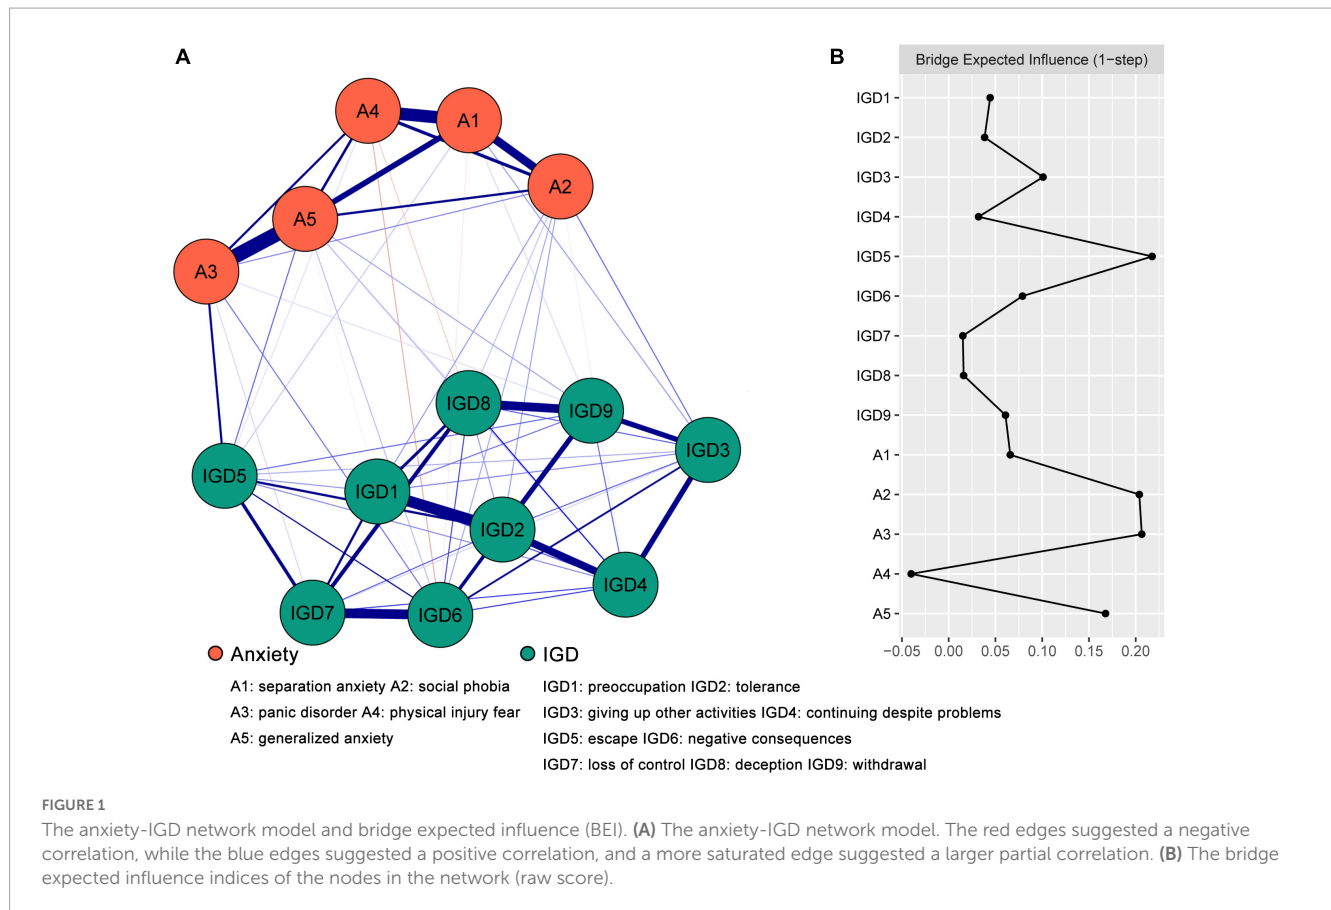 A
A4
A1
A2
A5
A3
IGD8
IGD9
IGD3
IGD5
IGD1
IGD2
IGD4
IGD7
IGD6
Anxiety
A1: separation anxiety A2: social phobia
A3: panic disorder A4: physical injury fear
A5: generalized anxiety
IGD
IGD1: preoccupation IGD2: tolerance
IGD3: giving up other activities IGD4: continuing despite problems
IGD5: escape IGD6: negative consequences
IGD7: loss of control IGD8: deception IGD9: withdrawal
B
Bridge Expected Influence (1−step)
IGD1
IGD2
IGD3
IGD4
IGD5
IGD6
IGD7
IGD8
IGD9
A1
A2
A3
A4
A5
−0.05 0.00 0.05 0.10 0.15 0.20
FIGURE 1
The anxiety-IGD network model and bridge expected influence (BEI). (A) The anxiety-IGD network model. The red edges suggested a negative
correlation, while the blue edges suggested a positive correlation, and a more saturated edge suggested a larger partial correlation. (B) The bridge
expected influence indices of the nodes in the network (raw score).